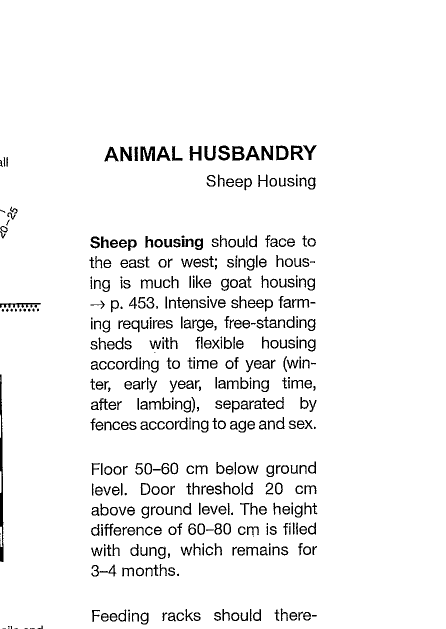 ANIMAL HUSBANDRY
Sheep Housing
all
20–25
Sheep housing should face to
the east or west; single hous-
ing is much like goat housing
→ p. 453. Intensive sheep farm-
ing requires large, free-standing
sheds with flexible housing
according to time of year (win-
ter, early year, lambing time,
after lambing), separated by
fences according to age and sex.
Floor 50–60 cm below ground
level. Door threshold 20 cm
above ground level. The height
difference of 60–80 cm is filled
with dung, which remains for
3–4 months.
Feeding racks should there-